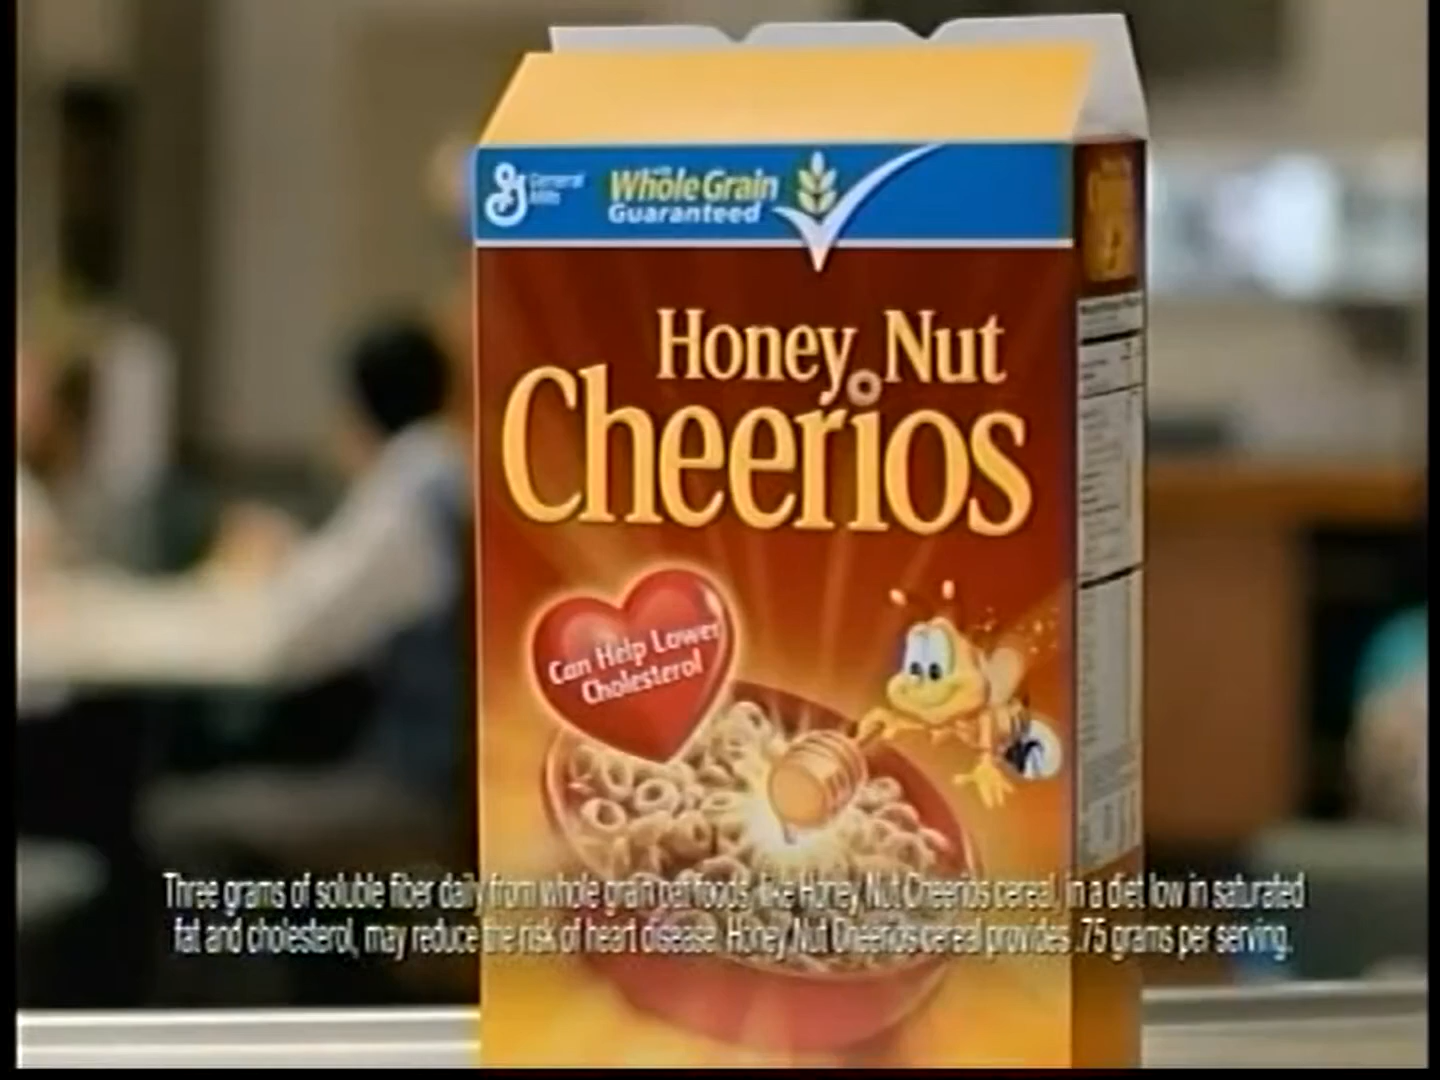 General
Mills
Whole Grain
Guaranteed
Honey Nut
Cheerios
Can Help Lower
Cholesterol
Three grams of soluble fiber daily from whole grain oat foods, like Honey Nut Cheerios cereal, in a diet low in saturated
fat and cholesterol, may reduce the risk of heart disease. Honey Nut Cheerios cereal provides .75 grams per serving.